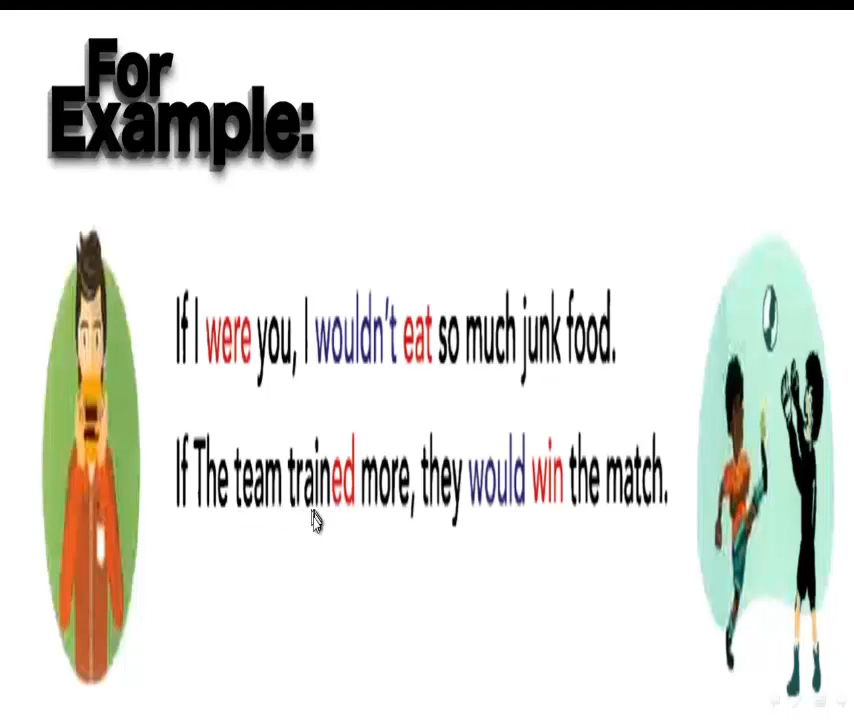 For
Example:
If I were you, I wouldn't eat so much junk food.
If The team trained more, they would win the match.